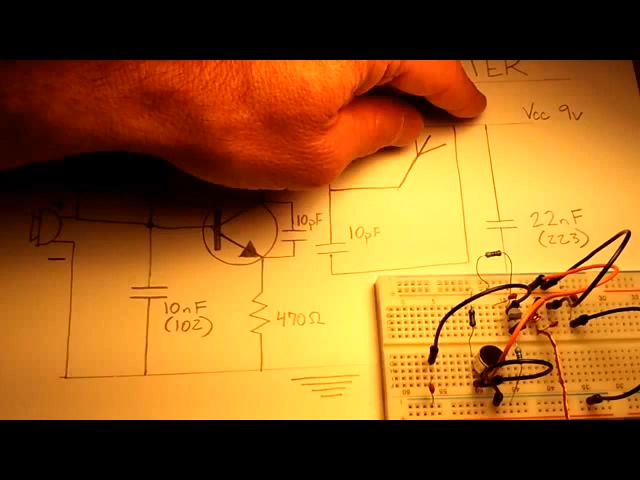 TER
Vcc 9v
10pF
10pF
22nF
(223)
10nF
(102)
470Ω